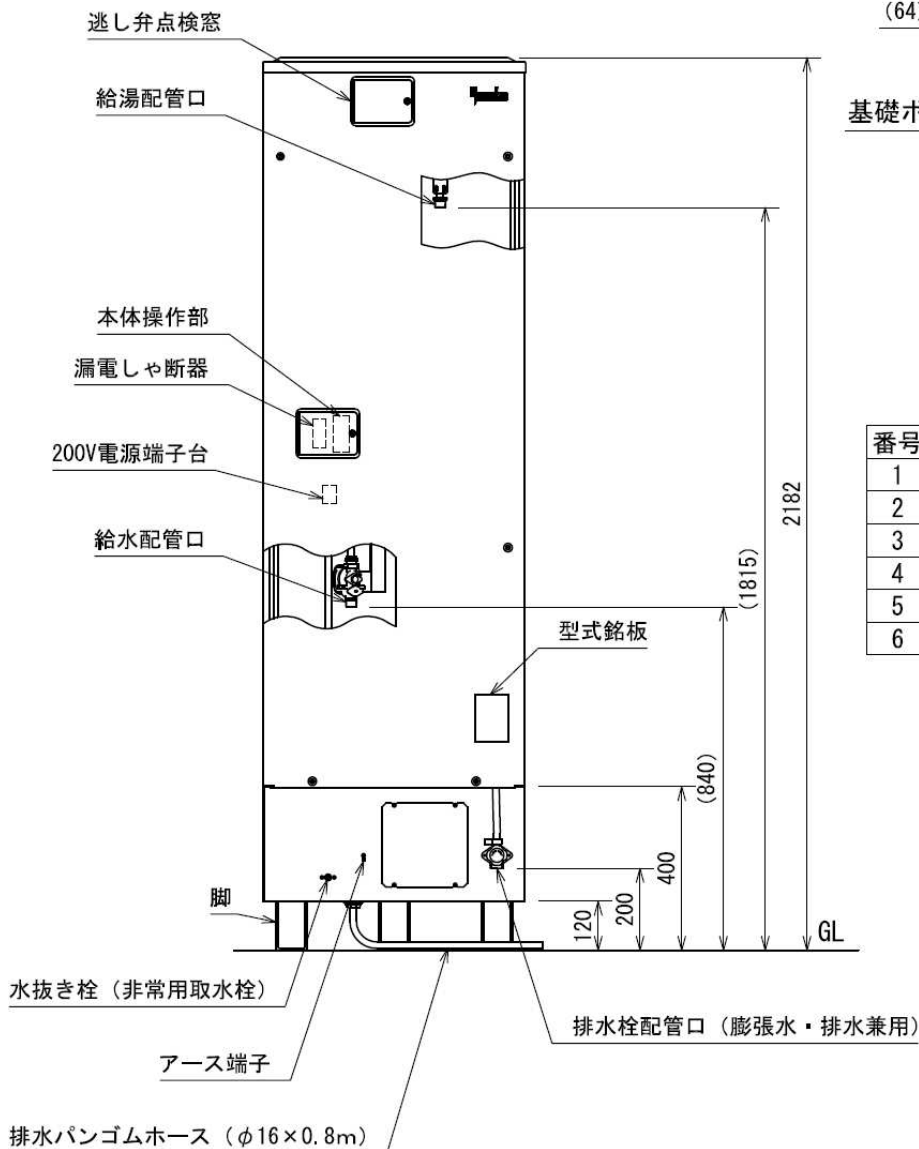 (64)
逃し弁点検窓
給湯配管口
基礎ボ
本体操作部
漏電しゃ断器
200V電源端子台
番号
1
2
3
4
5
6
2182
給水配管口
(1815)
型式銘板
(840)
400
200
120
脚
GL
水抜き栓（非常用取水栓）
排水栓配管口（膨張水・排水兼用）
アース端子
排水パンゴムホース（φ16×0.8m）